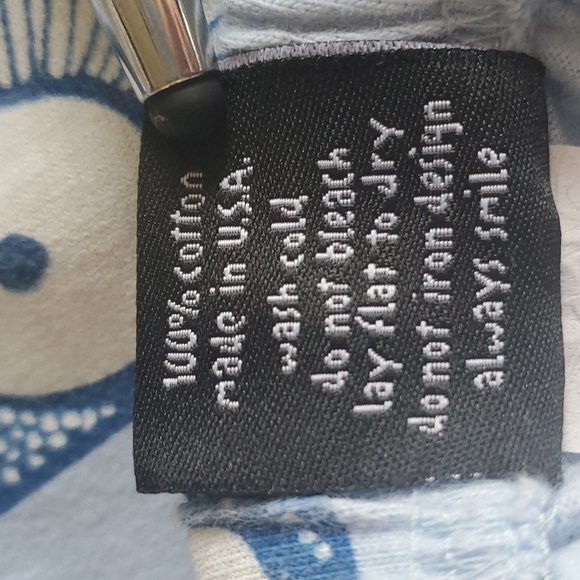 100% cotton
made in U.S.A.
wash cold
do not bleach
lay flat to dry
do not iron design
always smile